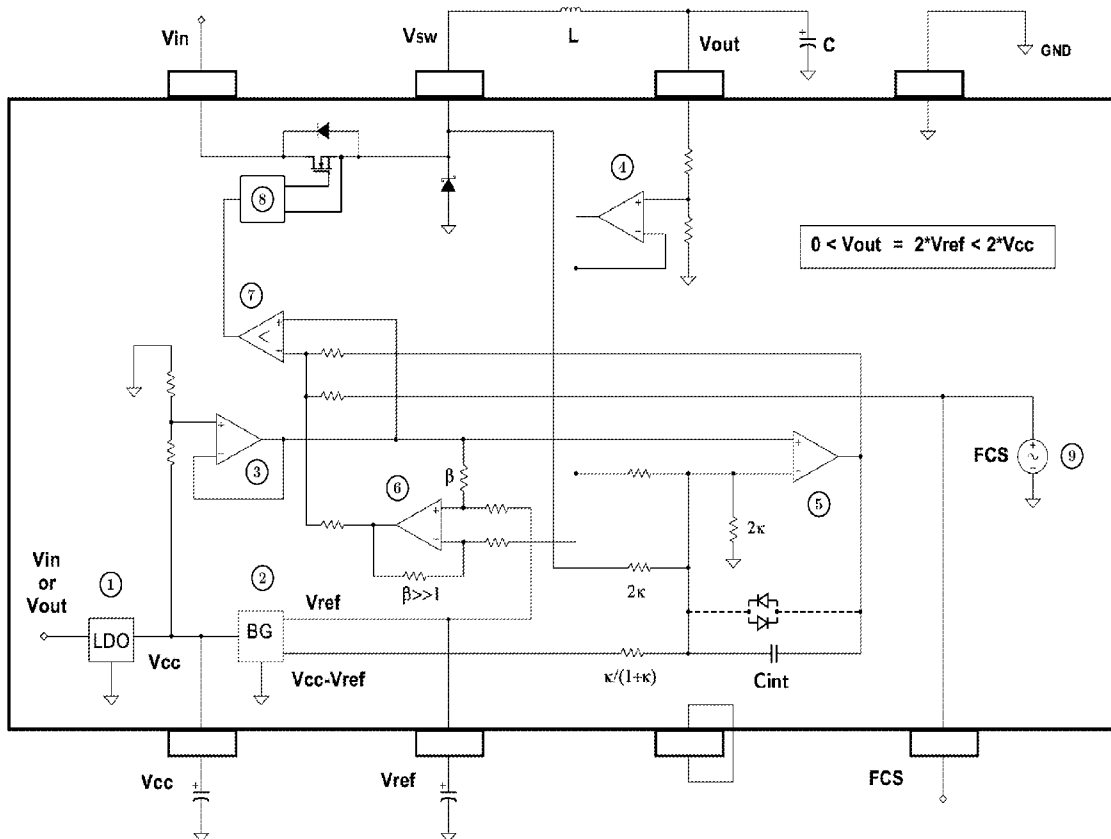 Vin
Vsw
L
Vout
C
GND
+
4
+
−
8
0 < Vout = 2*Vref < 2*Vcc
7
+
<
−
+
−
3
β
6
+
−
+
−
5
FCS
+
~
−
9
2κ
β>>1
2κ
Vin
or
Vout
1
2
Vref
LDO
BG
Vcc
Vcc-Vref
κ/(1+κ)
Cint
Vcc
+
Vref
+
FCS